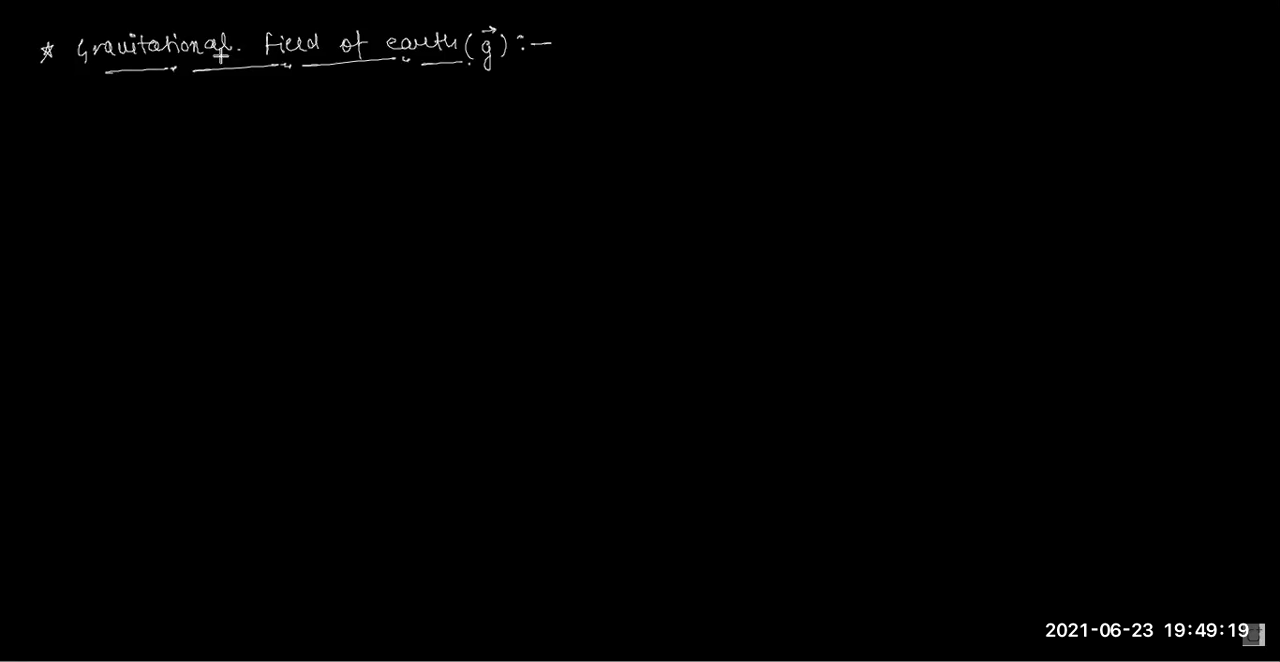 * Gravitational. field of earth (g⃗) :-
2021-06-23 19:49:19